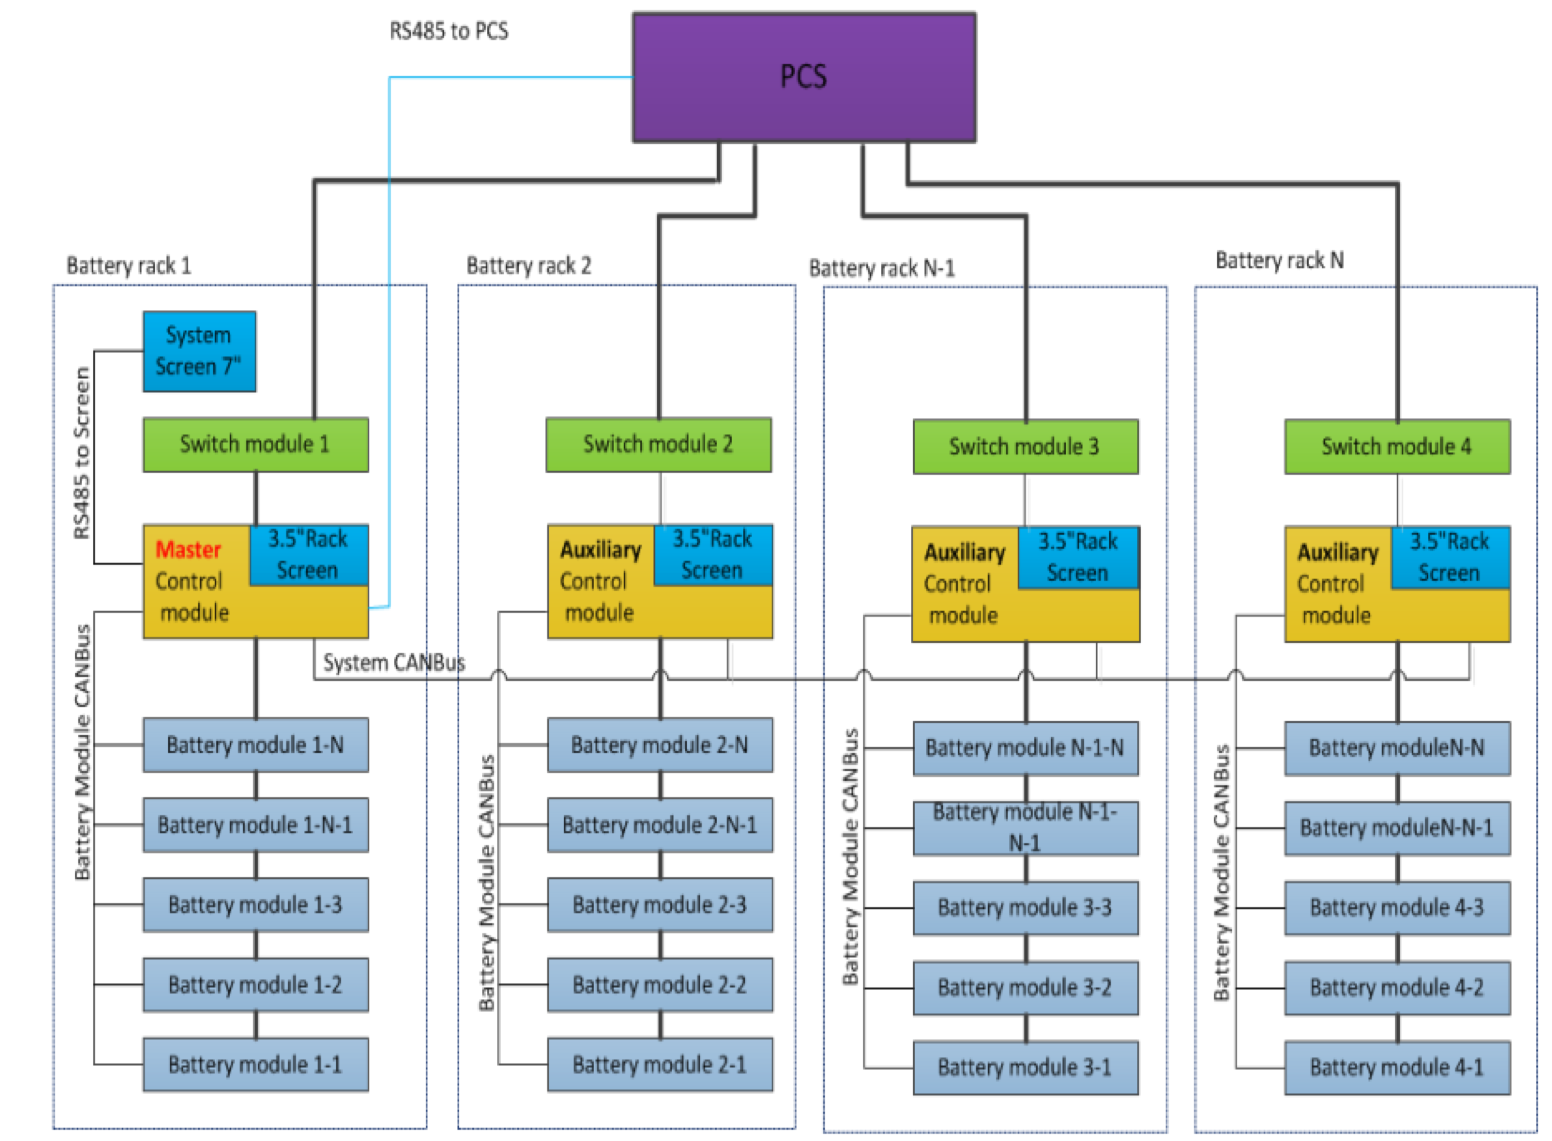 RS485 to PCS
PCS
Battery rack 1
Battery rack 2
Battery rack N-1
Battery rack N
System
Screen 7"
RS485 to Screen
Switch module 1
Master
Control
module
3.5"Rack
Screen
Battery Module CANBus
System CANBus
Battery module 1-N
Battery module 1-N-1
Battery module 1-3
Battery module 1-2
Battery module 1-1
Switch module 2
Auxiliary
Control
module
3.5"Rack
Screen
Battery Module CANBus
Battery module 2-N
Battery module 2-N-1
Battery module 2-3
Battery module 2-2
Battery module 2-1
Switch module 3
Auxiliary
Control
module
3.5"Rack
Screen
Battery Module CANBus
Battery module N-1-N
Battery module N-1-
N-1
Battery module 3-3
Battery module 3-2
Battery module 3-1
Switch module 4
Auxiliary
Control
module
3.5"Rack
Screen
Battery Module CANBus
Battery moduleN-N
Battery moduleN-N-1
Battery module 4-3
Battery module 4-2
Battery module 4-1